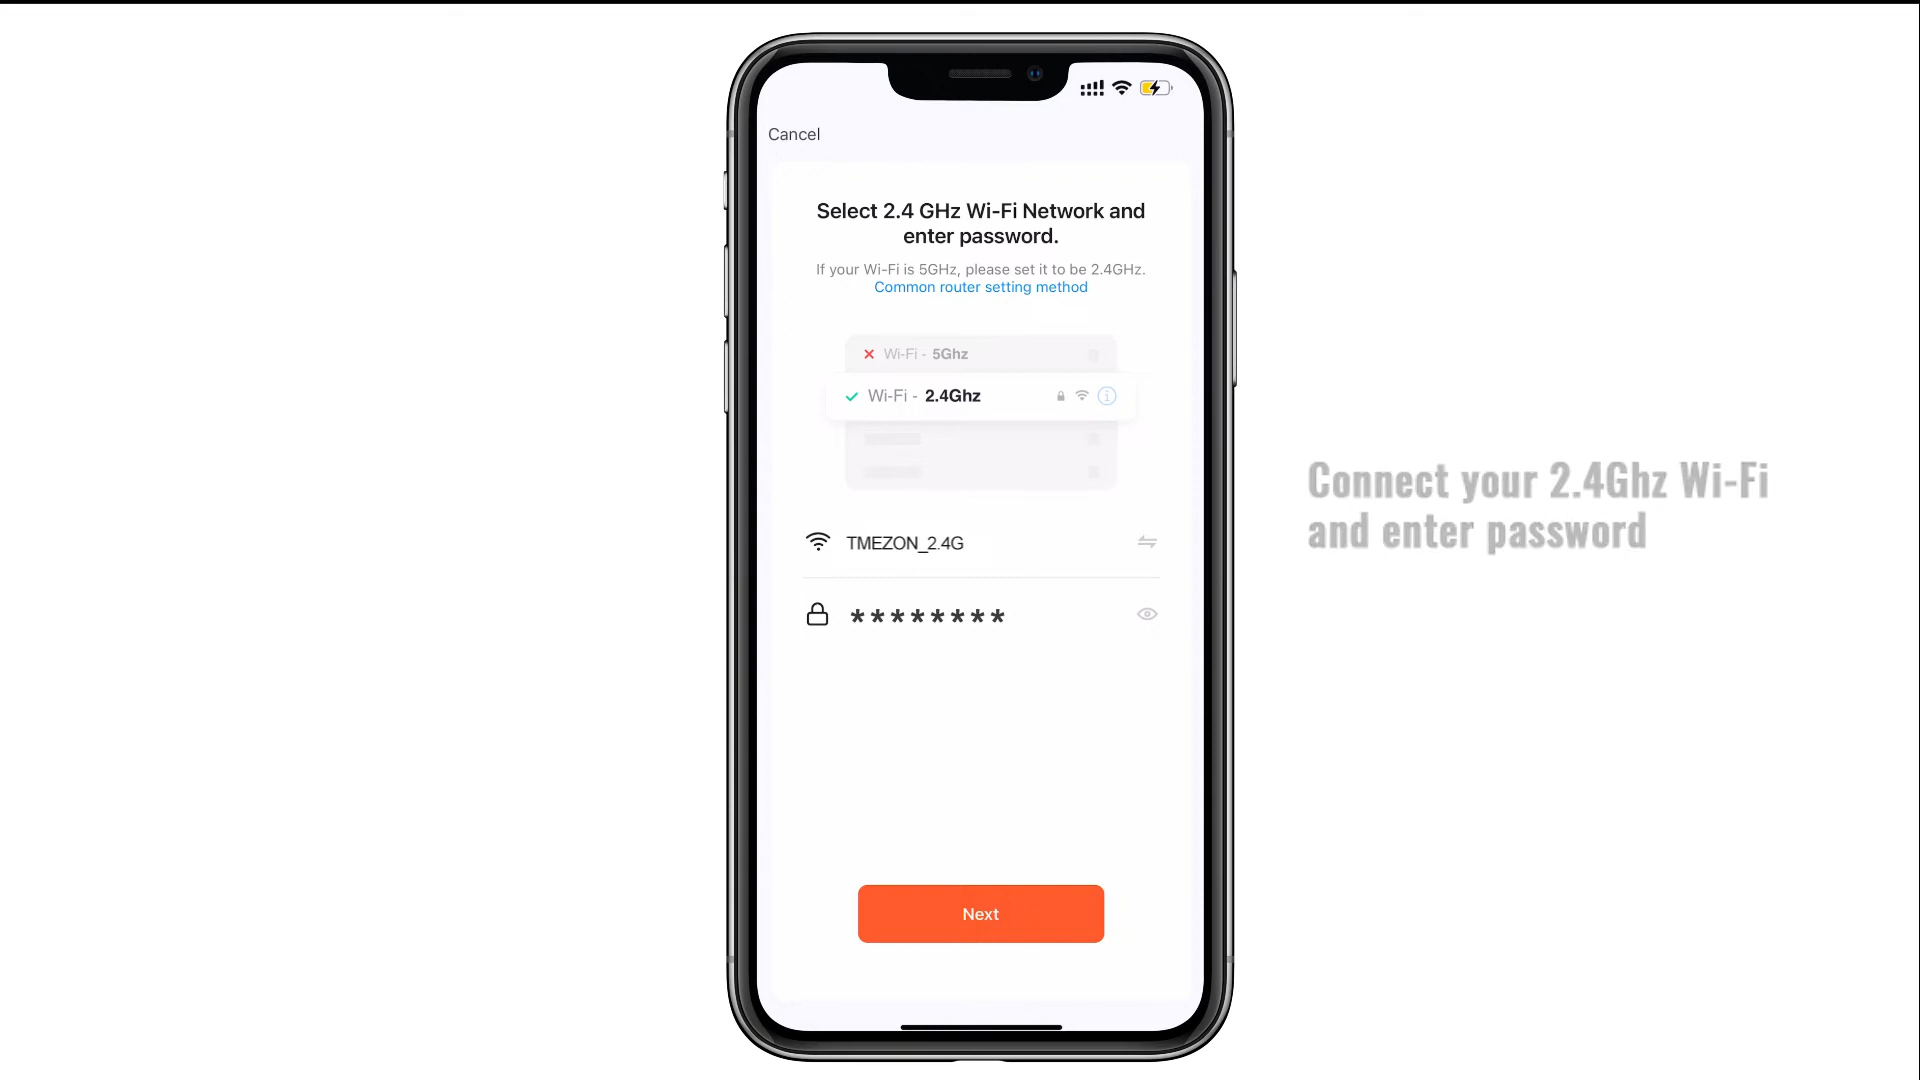 Cancel
Select 2.4 GHz Wi-Fi Network and
enter password.
If your Wi-Fi is 5GHz, please set it to be 2.4GHz.
Common router setting method
Wi-Fi - 5Ghz
Wi-Fi - 2.4Ghz
TMEZON_2.4G
********
Next
Connect your 2.4Ghz Wi-Fi
and enter password